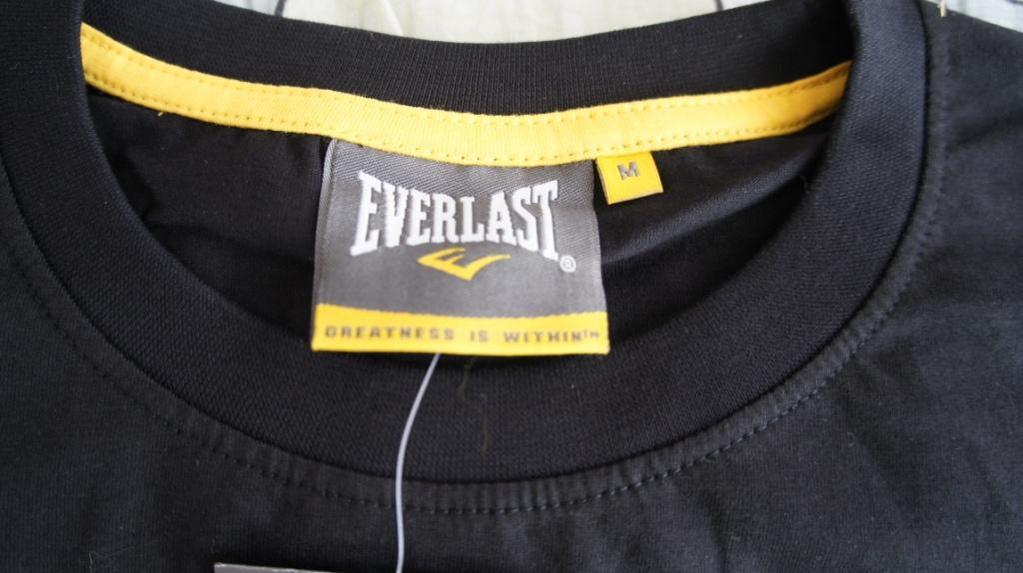 EVERLAST®
M
GREATNESS IS WITHIN™